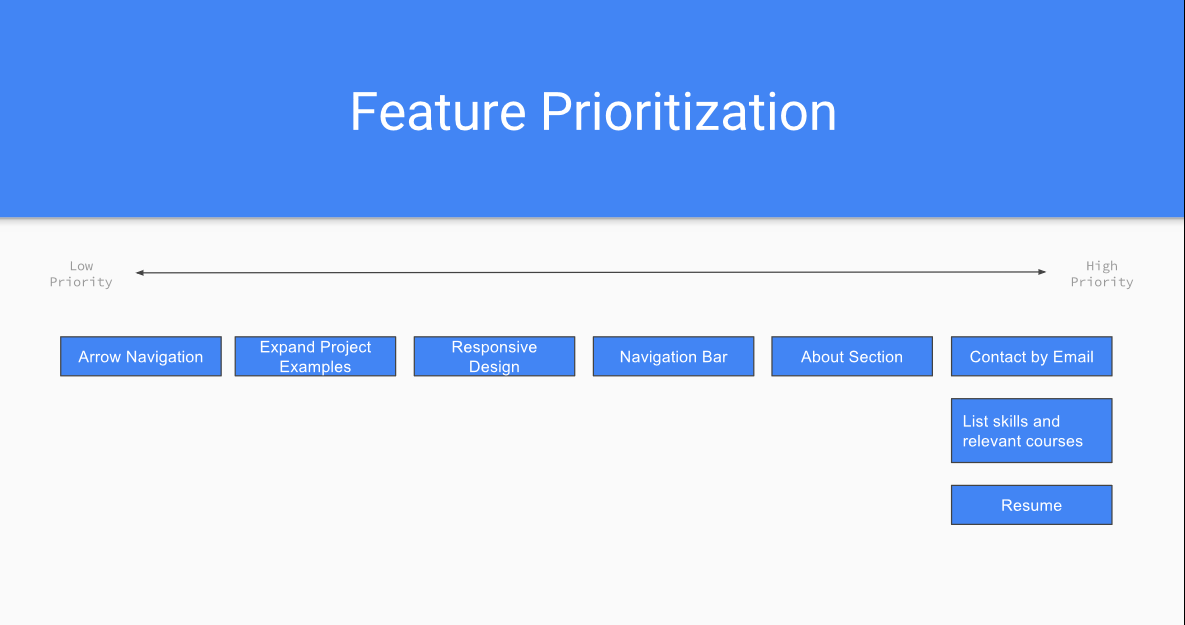 Feature Prioritization
Low
Priority
High
Priority
Arrow Navigation
Expand Project
Examples
Responsive
Design
Navigation Bar
About Section
Contact by Email
List skills and
relevant courses
Resume